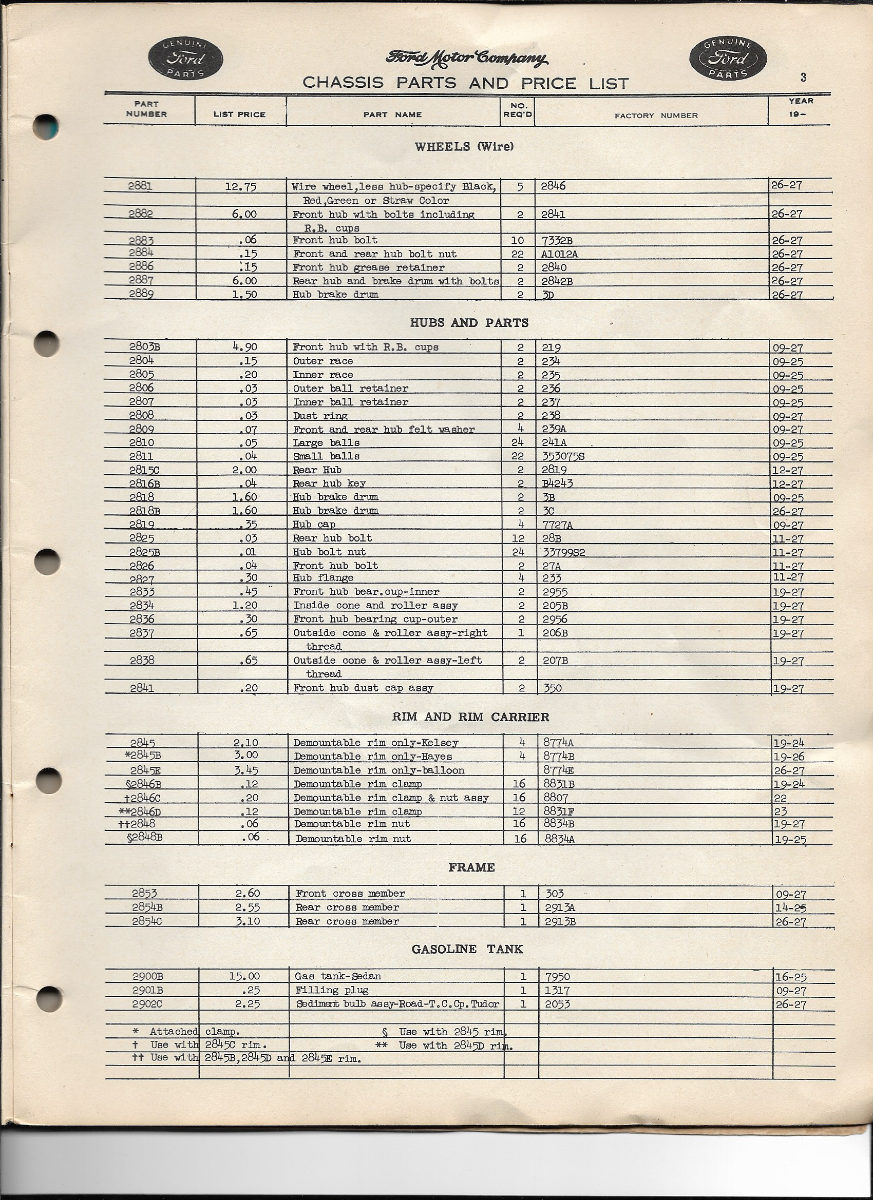 GENUINE Ford PARTS
Ford Motor Company
GENUINE Ford PARTS
CHASSIS PARTS AND PRICE LIST 3
PART NUMBER LIST PRICE PART NAME NO. REQ'D FACTORY NUMBER YEAR 19–
WHEELS (Wire)
2881 12.75 Wire wheel,less hub-specify Black, 5 2846 26-27
Red,Green or Straw Color
2882 6.00 Front hub with bolts including 2 2841 26-27
R.B. cups
2883 .06 Front hub bolt 10 7332B 26-27
2884 .15 Front and rear hub bolt nut 22 A1012A 26-27
2886 .15 Front hub grease retainer 2 2840 26-27
2887 6.00 Rear hub and brake drum with bolts 2 2842B 26-27
2889 1.50 Hub brake drum 2 3D 26-27
HUBS AND PARTS
2803B 4.90 Front hub with R.B. cups 2 219 09-27
2804 .15 Outer race 2 234 09-25
2805 .20 Inner race 2 235 09-25
2806 .03 Outer ball retainer 2 236 09-25
2807 .03 Inner ball retainer 2 237 09-25
2808 .03 Dust ring 2 238 09-27
2809 .07 Front and rear hub felt washer 4 239A 09-27
2810 .05 Large balls 24 241A 09-25
2811 .04 Small balls 22 353075S 09-25
2815C 2.00 Rear Hub 2 2819 12-27
2816B .04 Rear hub key 2 B4243 12-27
2818 1.60 Hub brake drum 2 3B 09-25
2818B 1.60 Hub brake drum 2 3C 26-27
2819 .35 Hub cap 4 7727A 09-27
2825 .03 Rear hub bolt 12 28B 11-27
2825B .01 Hub bolt nut 24 33799S2 11-27
2826 .04 Front hub bolt 2 27A 11-27
2827 .30 Hub flange 4 233 11-27
2833 .45 Front hub bear.cup-inner 2 2955 19-27
2834 1.20 Inside cone and roller assy 2 205B 19-27
2836 .30 Front hub bearing cup-outer 2 2956 19-27
2837 .65 Outside cone & roller assy-right 1 206B 19-27
thread
2838 .65 Outside cone & roller assy-left 2 207B 19-27
thread
2841 .20 Front hub dust cap assy 2 350 19-27
RIM AND RIM CARRIER
2845 2.10 Demountable rim only-Kelsey 4 8774A 19-24
*2845B 3.00 Demountable rim only-Hayes 4 8774B 19-26
2845E 3.45 Demountable rim only-balloon 8774E 26-27
§2846B .12 Demountable rim clamp 16 8831B 19-24
†2846C .20 Demountable rim clamp & nut assy 16 8807 22
**2846D .12 Demountable rim clamp 12 8831F 23
††2848 .06 Demountable rim nut 16 8834B 19-27
§2848B .06 Demountable rim nut 16 8834A 19-25
FRAME
2853 2.60 Front cross member 1 303 09-27
2854B 2.55 Rear cross member 1 2913A 14-25
2854C 3.10 Rear cross member 1 2913B 26-27
GASOLINE TANK
2900B 15.00 Gas tank-Sedan 1 7950 16-25
2901B .25 Filling plug 1 1317 09-27
2902C 2.25 Sediment bulb assy-Road-T.C.Cp.Tudor 1 2053 26-27
* Attached clamp. § Use with 2845 rim.
† Use with 2845C rim. ** Use with 2845D rim.
†† Use with 2845B,2845D and 2845E rim.